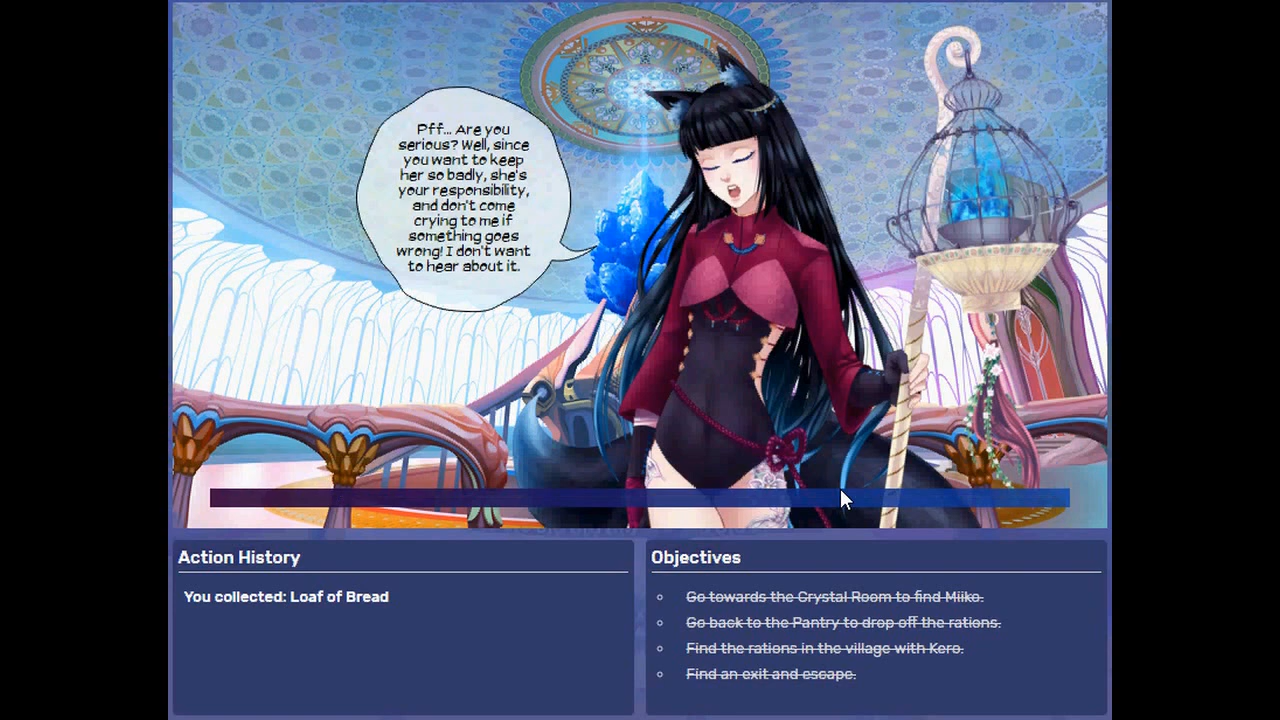 Pff... Are you
serious? Well, since
you want to keep
her so badly, she's
your responsibility,
and don't come
crying to me if
something goes
wrong! I don't want
to hear about it.
Action History
You collected: Loaf of Bread
Objectives
Go towards the Crystal Room to find Miiko.
Go back to the Pantry to drop off the rations.
Find the rations in the village with Kero.
Find an exit and escape.